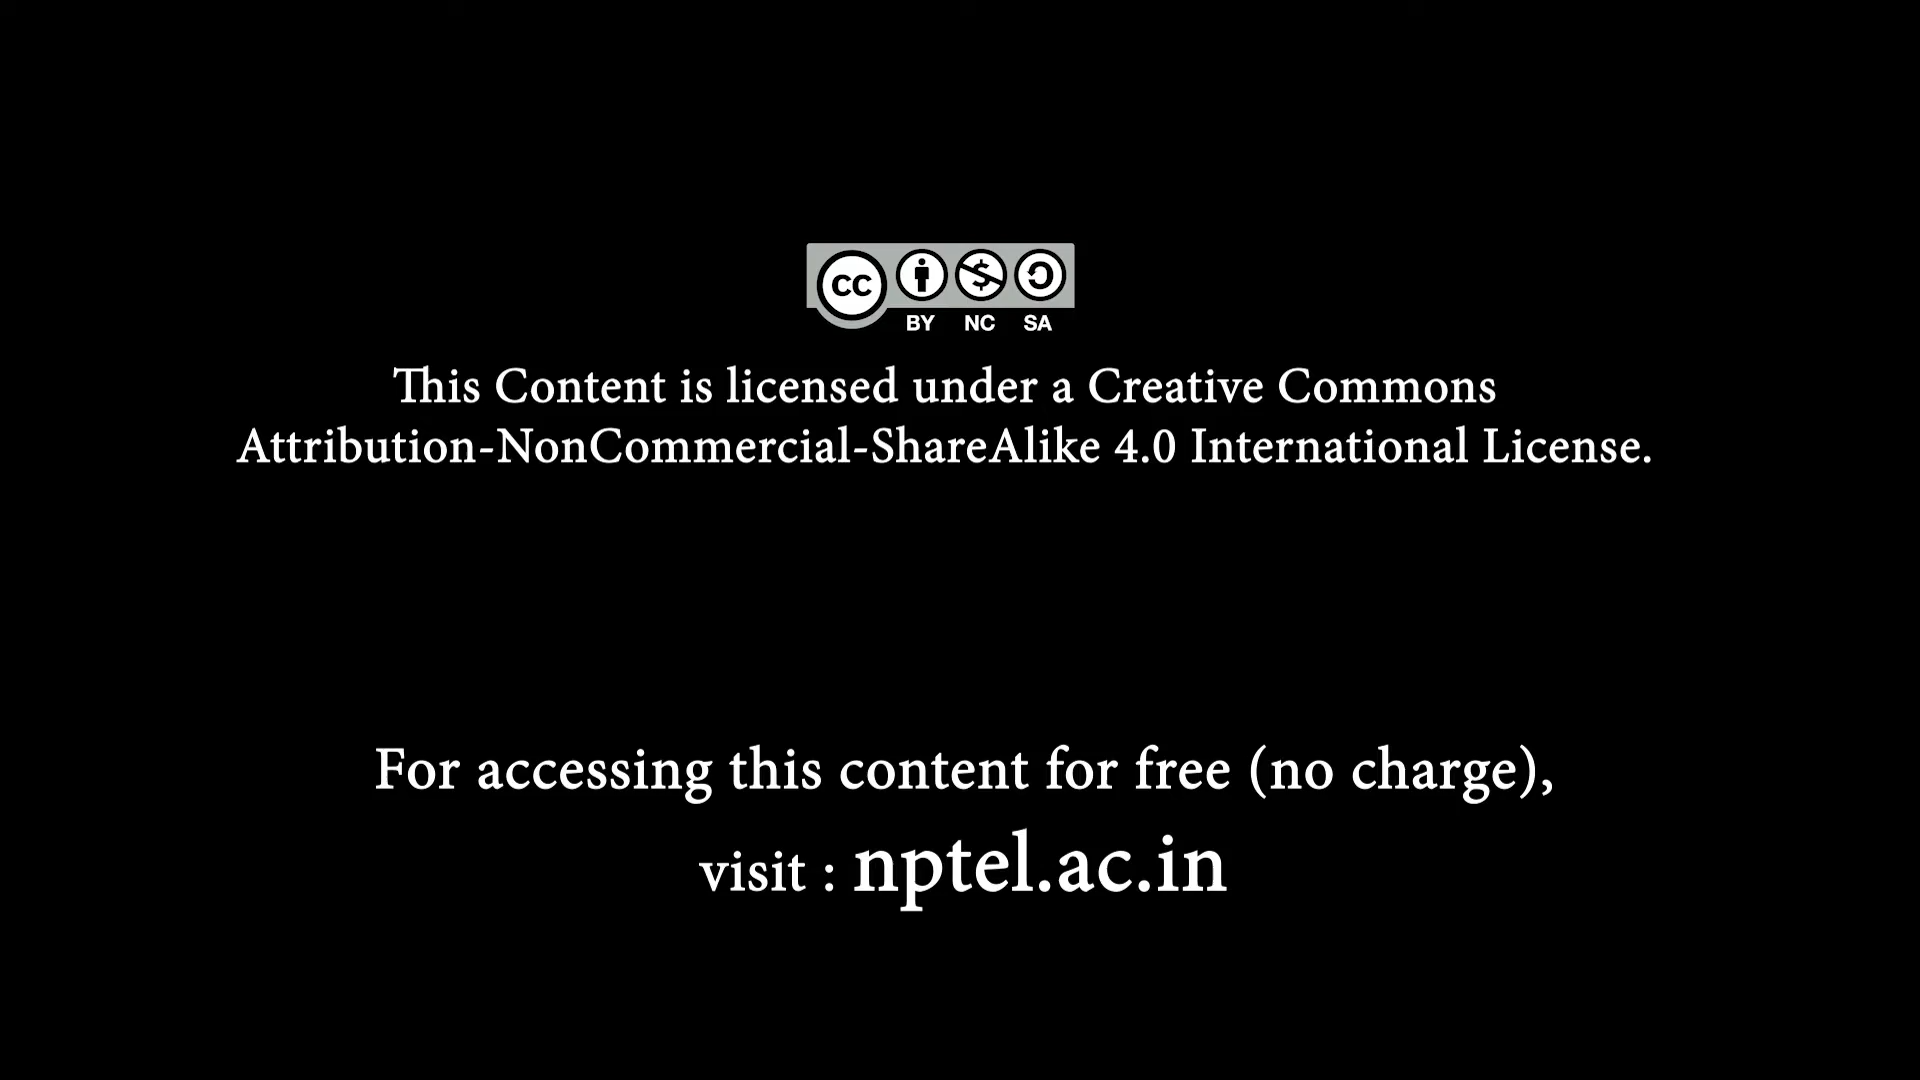 cc
BY NC SA
This Content is licensed under a Creative Commons
Attribution-NonCommercial-ShareAlike 4.0 International License.
For accessing this content for free (no charge),
visit : nptel.ac.in